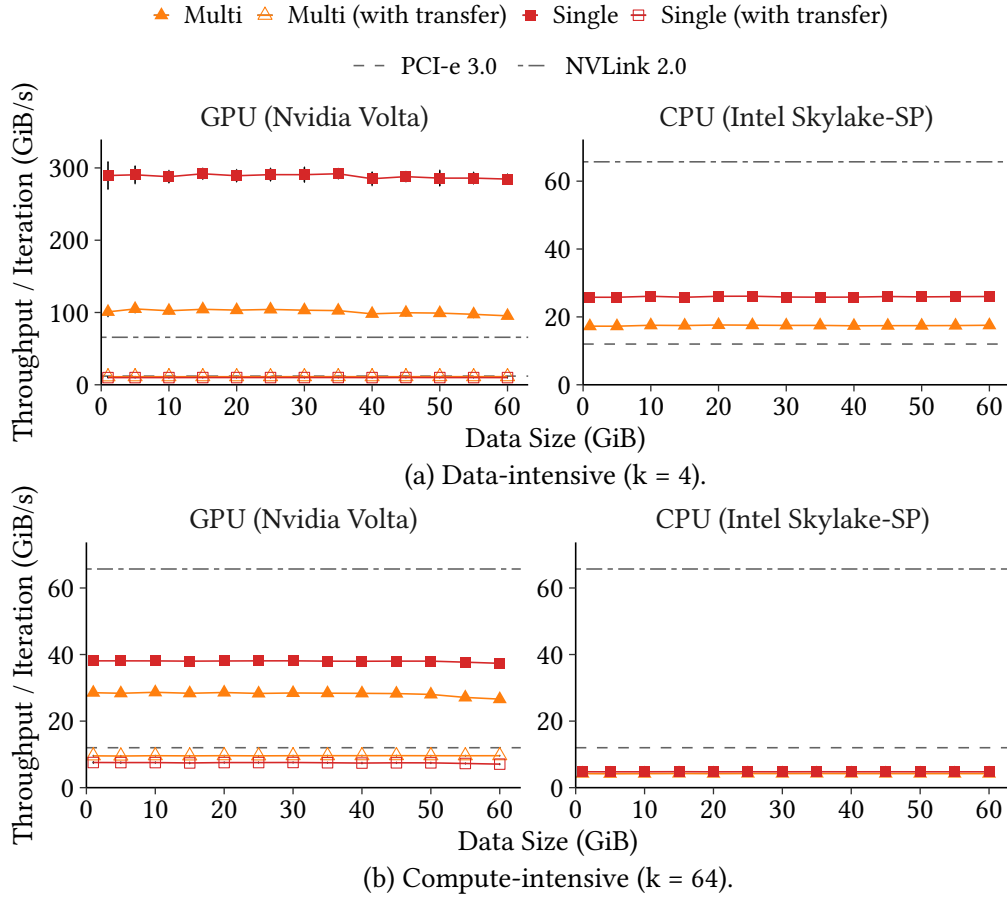 Multi Multi (with transfer) Single Single (with transfer)
PCI-e 3.0 NVLink 2.0
GPU (Nvidia Volta) CPU (Intel Skylake-SP)
Throughput / Iteration (GiB/s)
300
200
100
0
60
40
20
0
0 10 20 30 40 50 60 0 10 20 30 40 50 60
Data Size (GiB)
(a) Data-intensive (k = 4).
GPU (Nvidia Volta) CPU (Intel Skylake-SP)
Throughput / Iteration (GiB/s)
60
40
20
0
60
40
20
0
0 10 20 30 40 50 60 0 10 20 30 40 50 60
Data Size (GiB)
(b) Compute-intensive (k = 64).